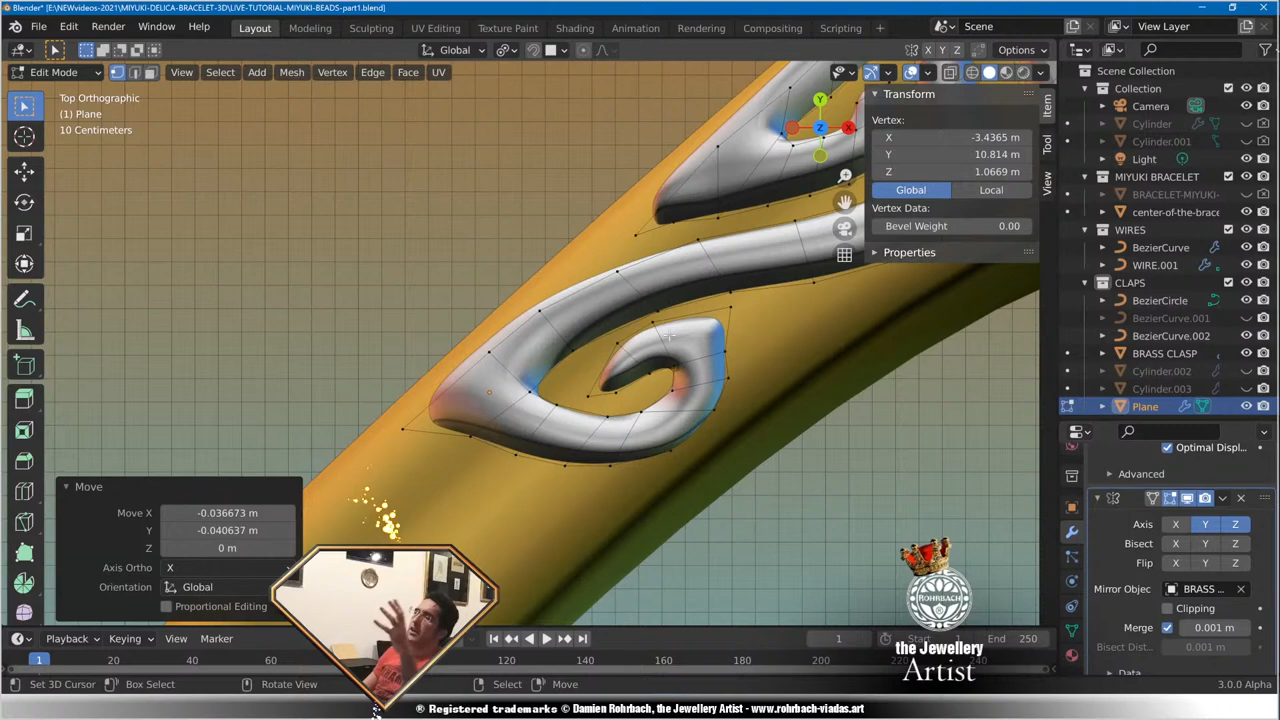 Blender* [E:\NEWvideos-2021\MIYUKI-DELICA-BRACELET-3D\LIVE-TUTORIAL-MIYUKI-BEADS-part1.blend]
File Edit Render Window Help Layout Modeling Sculpting UV Editing Texture Paint Shading Animation Rendering Compositing Scripting + Scene View Layer
Global X Y Z Options
Edit Mode View Select Add Mesh Vertex Edge Face UV
Top Orthographic
(1) Plane
10 Centimeters
Y
Z
X
Transform
Vertex:
X -3.4365 m
Y 10.814 m
Z 1.0669 m
Global Local
Vertex Data:
Bevel Weight 0.00
Properties
Item
Tool
View
Scene Collection
Collection
Camera
Cylinder
Cylinder.001
Light
MIYUKI BRACELET
BRACELET-MIYUKI-
center-of-the-brace
WIRES
BezierCurve
WIRE.001
CLAPS
BezierCircle
BezierCurve.001
BezierCurve.002
BRASS CLASP
Cylinder.002
Cylinder.003
Plane
Optimal Displ...
Advanced
Axis X Y Z
Bisect X Y Z
Flip X Y Z
Mirror Objec BRASS ...
Clipping
Merge 0.001 m
Bisect Dist... 0.001 m
Data
Move
Move X -0.036673 m
Y -0.040637 m
Z 0 m
Axis Ortho X
Orientation Global
Proportional Editing
ROHRBACH
the Jewellery
Artist
Playback Keying View Marker 1 Start 1 End 250
1 20 40 60 120 140 160 180 200 220 240
Set 3D Cursor Box Select Rotate View Select Move 3.0.0 Alpha
® Registered trademarks © Damien Rohrbach, the Jewellery Artist - www.rohrbach-viadas.art